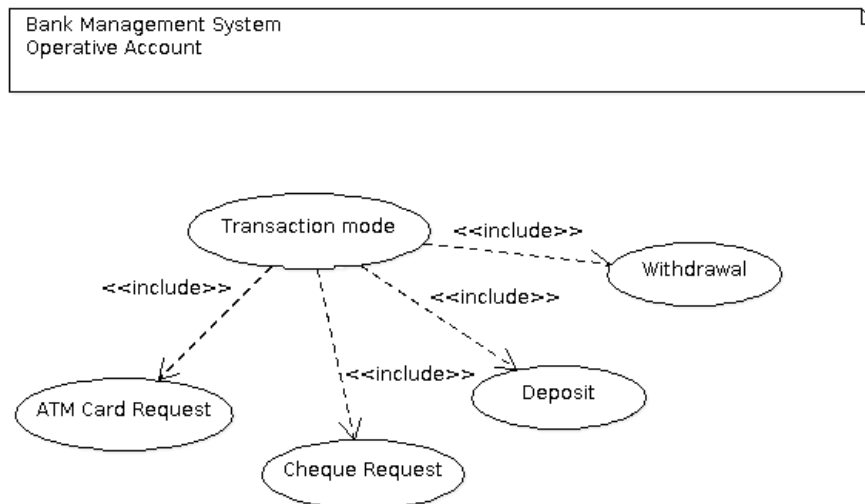 Bank Management System
Operative Account
Transaction mode
<<include>>
Withdrawal
<<include>>
<<include>>
<<include>>
Deposit
ATM Card Request
Cheque Request